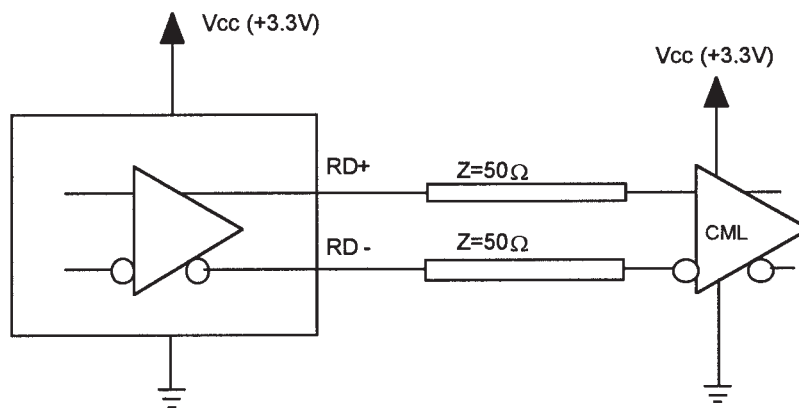 Vcc (+3.3V)
Vcc (+3.3V)
RD+
Z=50Ω
CML
RD -
Z=50Ω